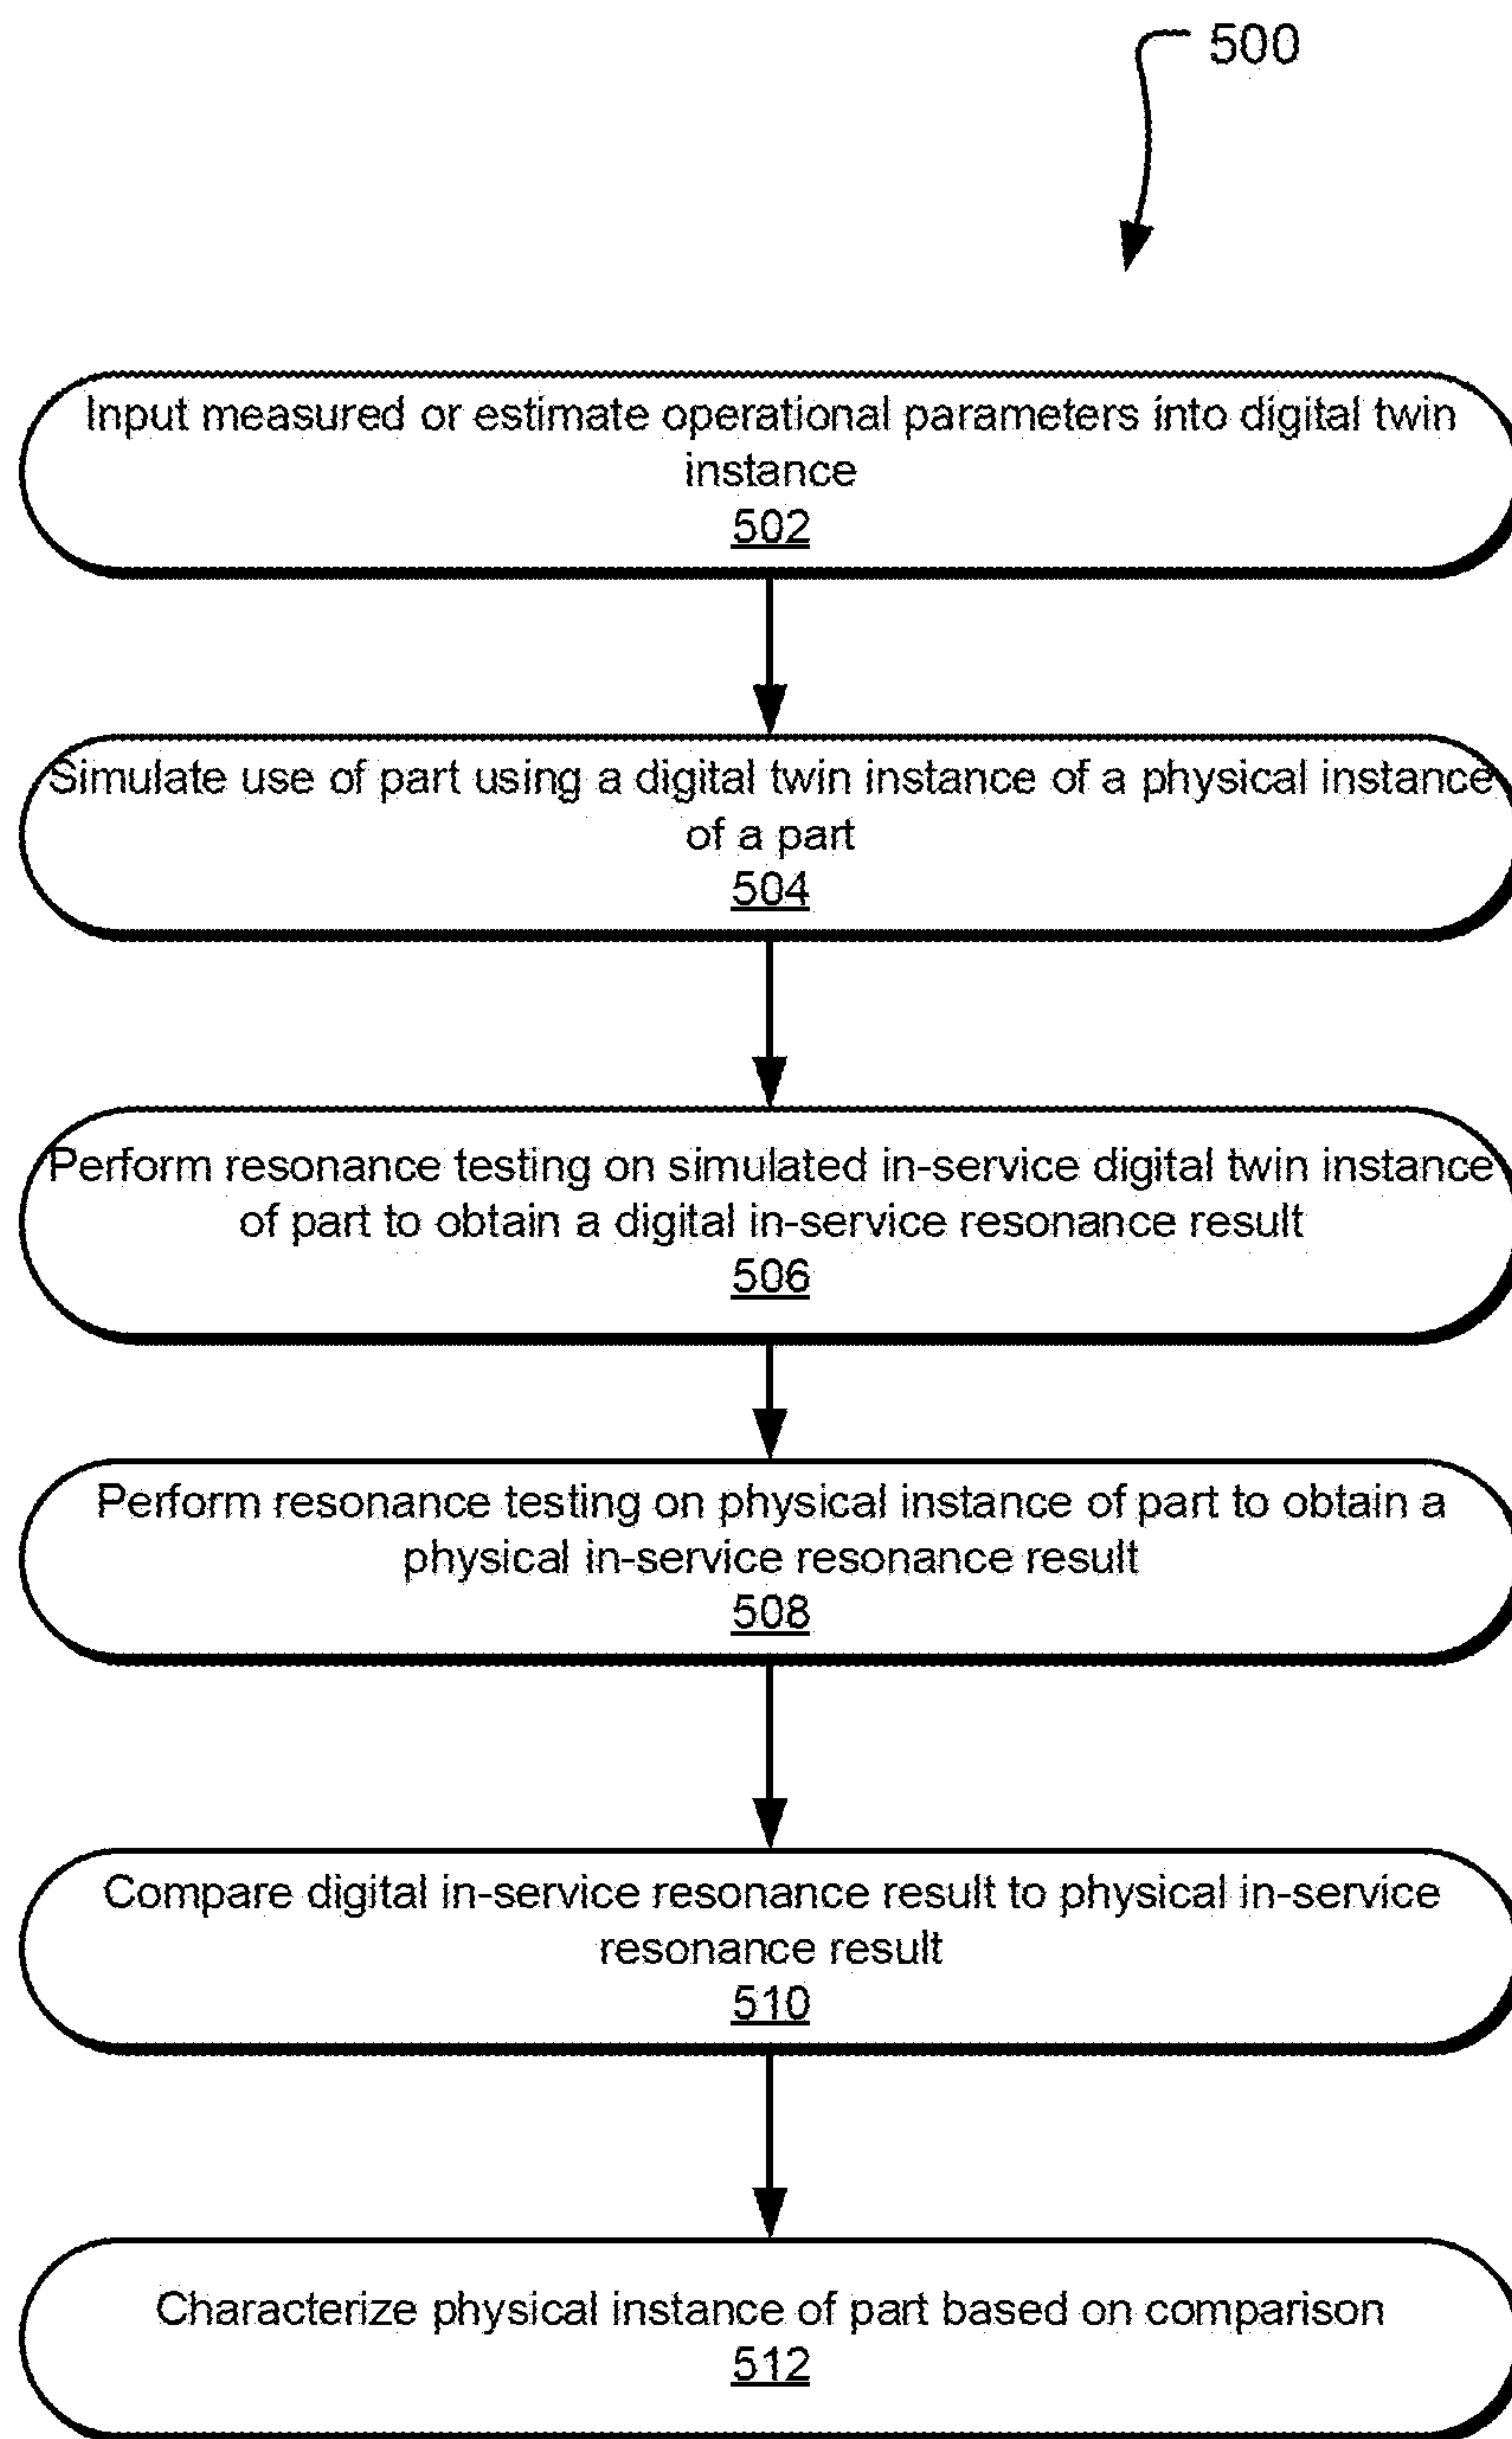 500
Input measured or estimate operational parameters into digital twin
instance
502
Simulate use of part using a digital twin instance of a physical instance
of a part
504
Perform resonance testing on simulated in-service digital twin instance
of part to obtain a digital in-service resonance result
506
Perform resonance testing on physical instance of part to obtain a
physical in-service resonance result
508
Compare digital in-service resonance result to physical in-service
resonance result
510
Characterize physical instance of part based on comparison
512